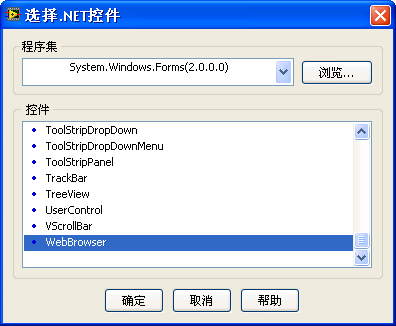 选择.NET控件
程序集
System.Windows.Forms(2.0.0.0)
浏览...
控件
ToolStripDropDown
ToolStripDropDownMenu
ToolStripPanel
TrackBar
TreeView
UserControl
VScrollBar
WebBrowser
确定 取消 帮助